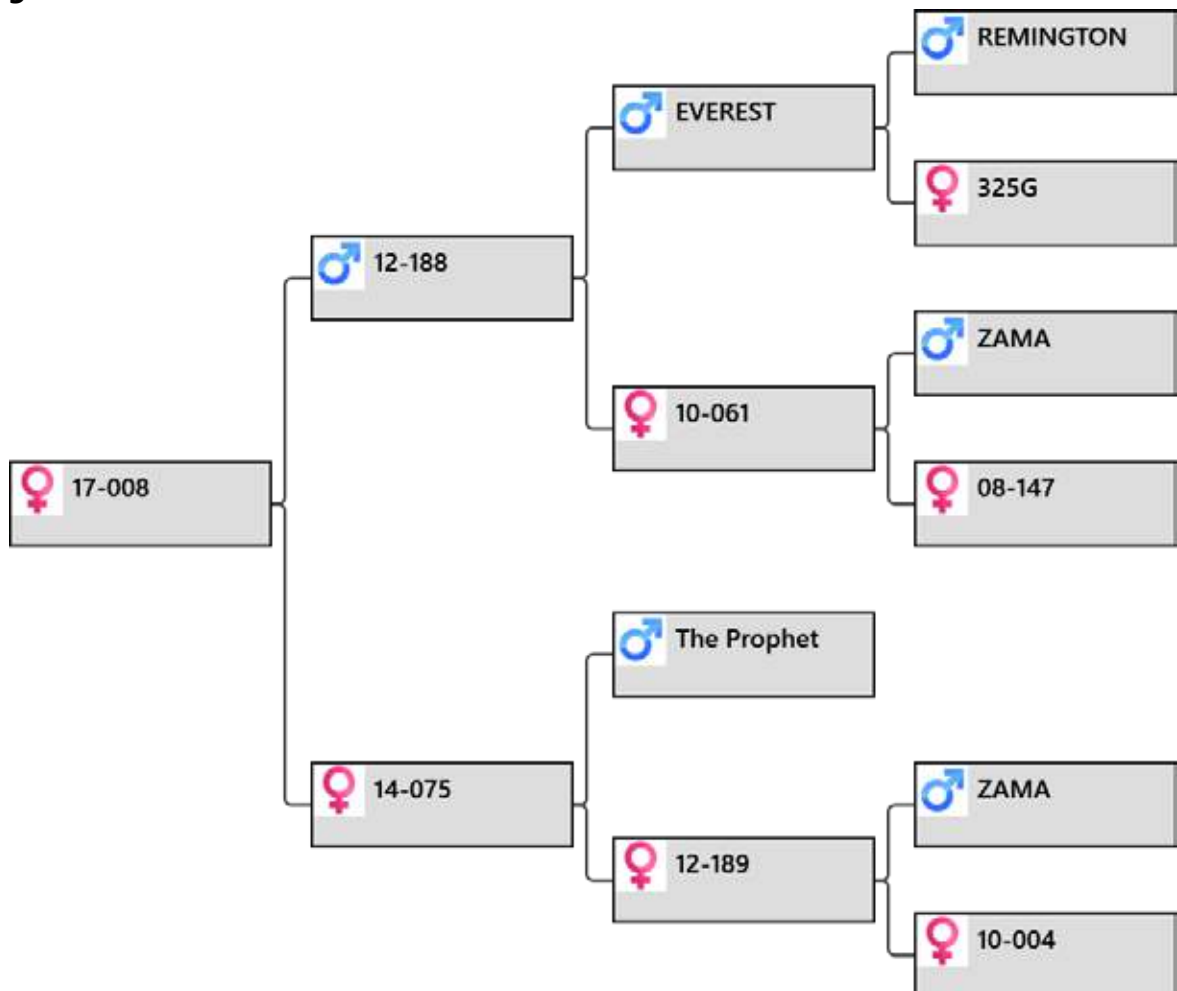 REMINGTON
EVEREST
325G
12-188
ZAMA
10-061
08-147
17-008
The Prophet
14-075
ZAMA
12-189
10-004